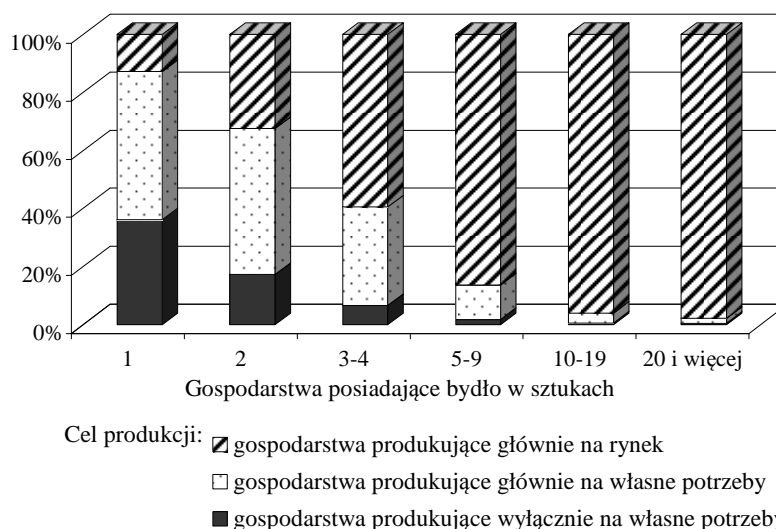 100%
80%
60%
40%
20%
0%
1 2 3-4 5-9 10-19 20 i więcej
Gospodarstwa posiadające bydło w sztukach
Cel produkcji:
gospodarstwa produkujące głównie na rynek
gospodarstwa produkujące głównie na własne potrzeby
gospodarstwa produkujące wyłącznie na własne potrzeby